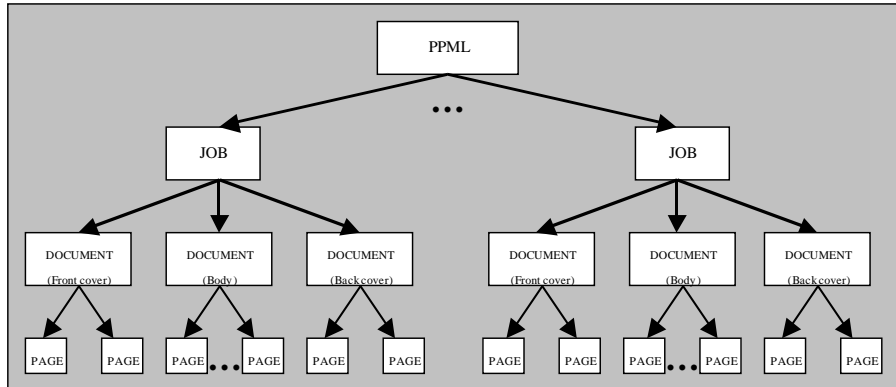 PPML
...
JOB JOB
DOCUMENT DOCUMENT DOCUMENT DOCUMENT DOCUMENT DOCUMENT
(Front cover) (Body) (Back cover) (Front cover) (Body) (Back cover)
PAGE PAGE PAGE ... PAGE PAGE PAGE PAGE PAGE PAGE ... PAGE PAGE PAGE